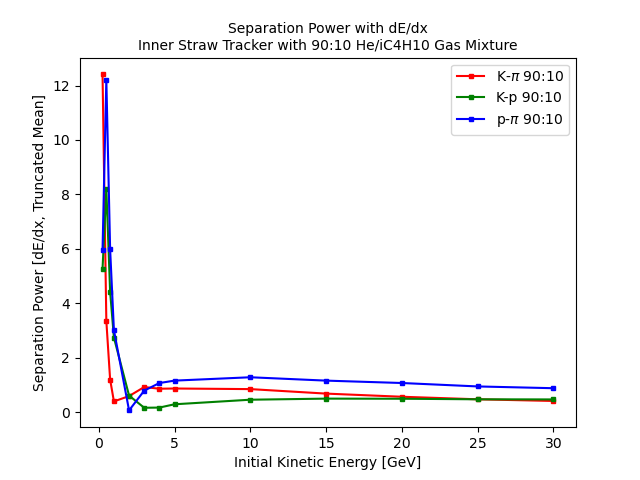 Separation Power with dE/dx
Inner Straw Tracker with 90:10 He/iC4H10 Gas Mixture
K-π 90:10
K-p 90:10
p-π 90:10
Separation Power [dE/dx, Truncated Mean]
12
10
8
6
4
2
0
0 5 10 15 20 25 30
Initial Kinetic Energy [GeV]